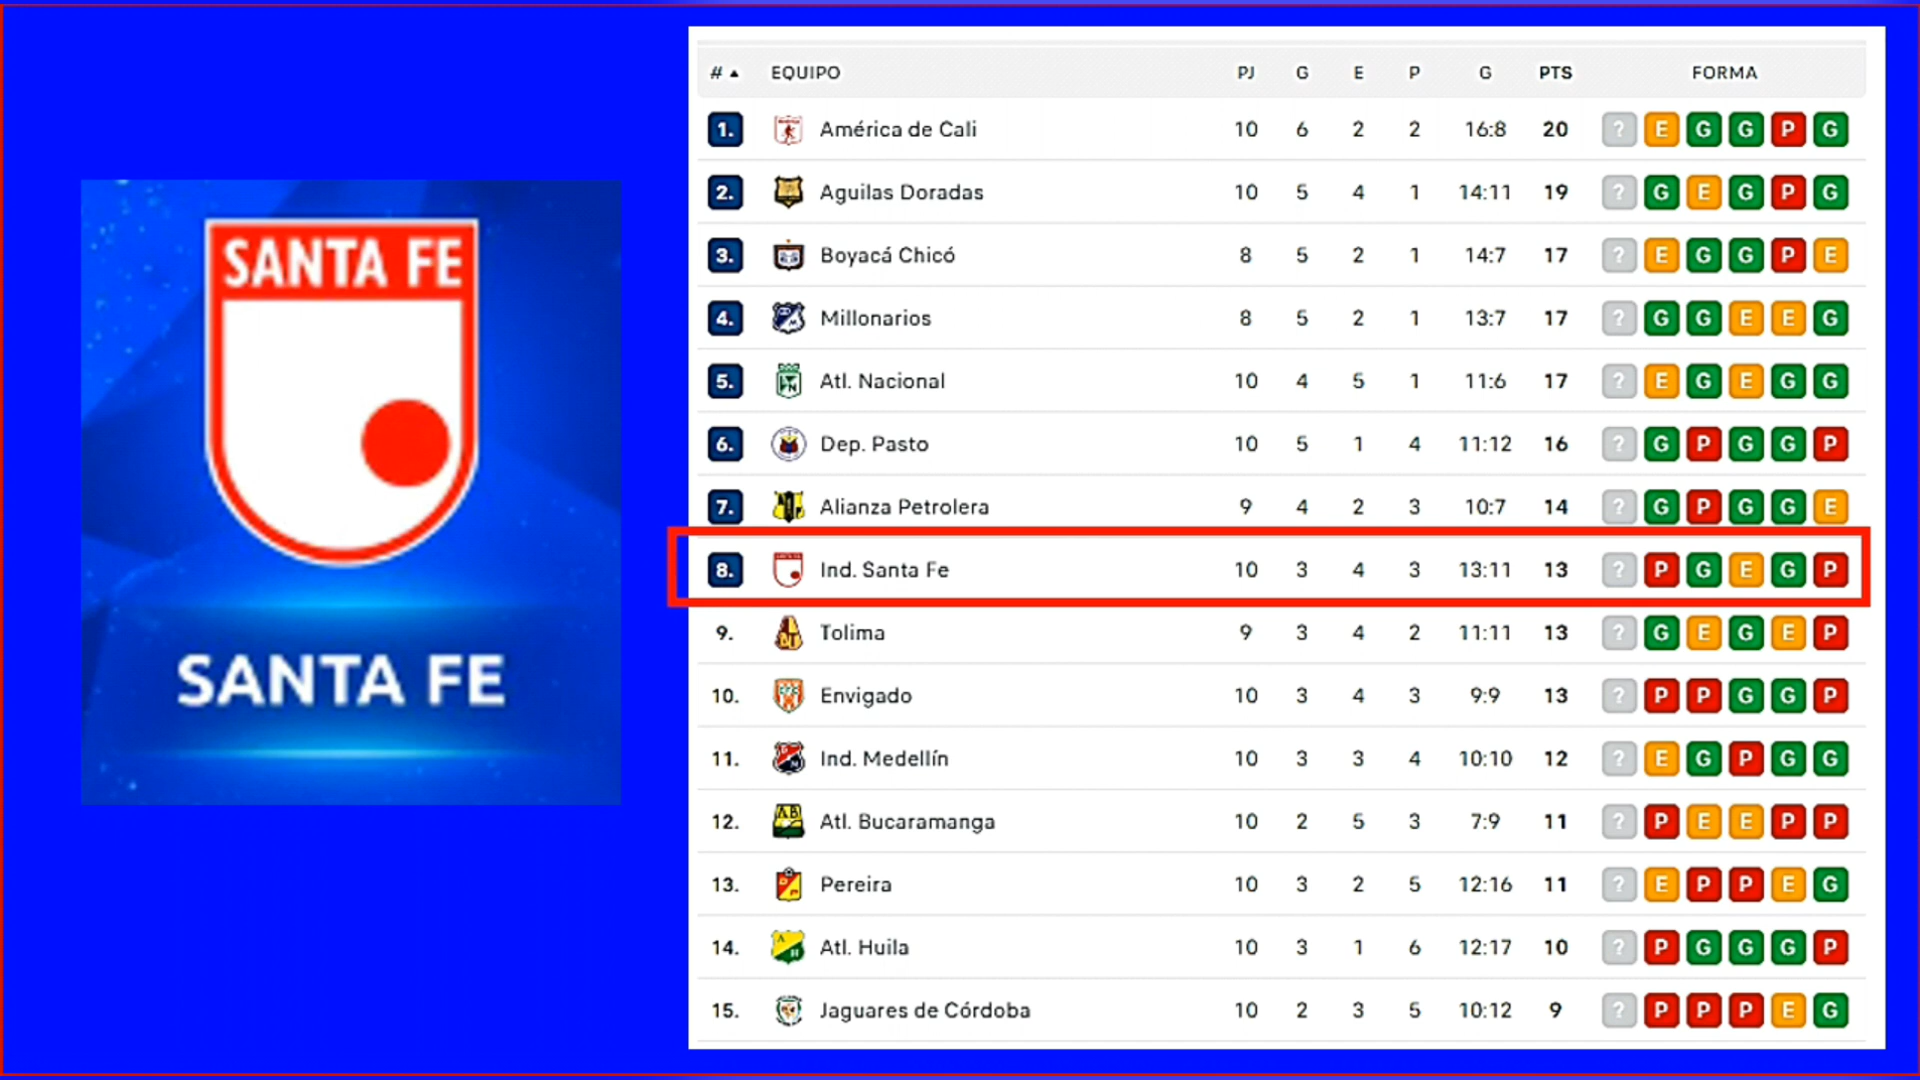 SANTA FE
SANTA FE
# ▲ EQUIPO PJ G E P G PTS FORMA
1. América de Cali 10 6 2 2 16:8 20 ? E G G P G
2. Aguilas Doradas 10 5 4 1 14:11 19 ? G E G P G
3. Boyacá Chicó 8 5 2 1 14:7 17 ? E G G P E
4. Millonarios 8 5 2 1 13:7 17 ? G G E E G
5. Atl. Nacional 10 4 5 1 11:6 17 ? E G E G G
6. Dep. Pasto 10 5 1 4 11:12 16 ? G P G G P
7. Alianza Petrolera 9 4 2 3 10:7 14 ? G P G G E
8. Ind. Santa Fe 10 3 4 3 13:11 13 ? P G E G P
9. Tolima 9 3 4 2 11:11 13 ? G E G E P
10. Envigado 10 3 4 3 9:9 13 ? P P G G P
11. Ind. Medellín 10 3 3 4 10:10 12 ? E G P G G
12. Atl. Bucaramanga 10 2 5 3 7:9 11 ? P E E P P
13. Pereira 10 3 2 5 12:16 11 ? E P P E G
14. Atl. Huila 10 3 1 6 12:17 10 ? P G G G P
15. Jaguares de Córdoba 10 2 3 5 10:12 9 ? P P P E G